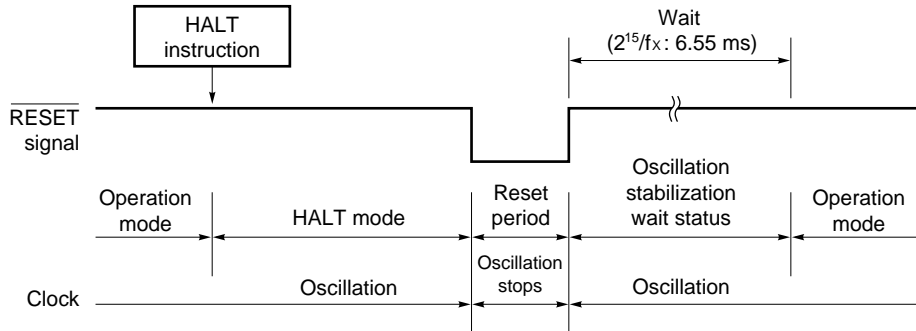 HALT
instruction
Wait
(2¹⁵/fx: 6.55 ms)
RESET
signal
Operation
mode
HALT mode
Reset
period
Oscillation
stabilization
wait status
Operation
mode
Clock
Oscillation
Oscillation
stops
Oscillation